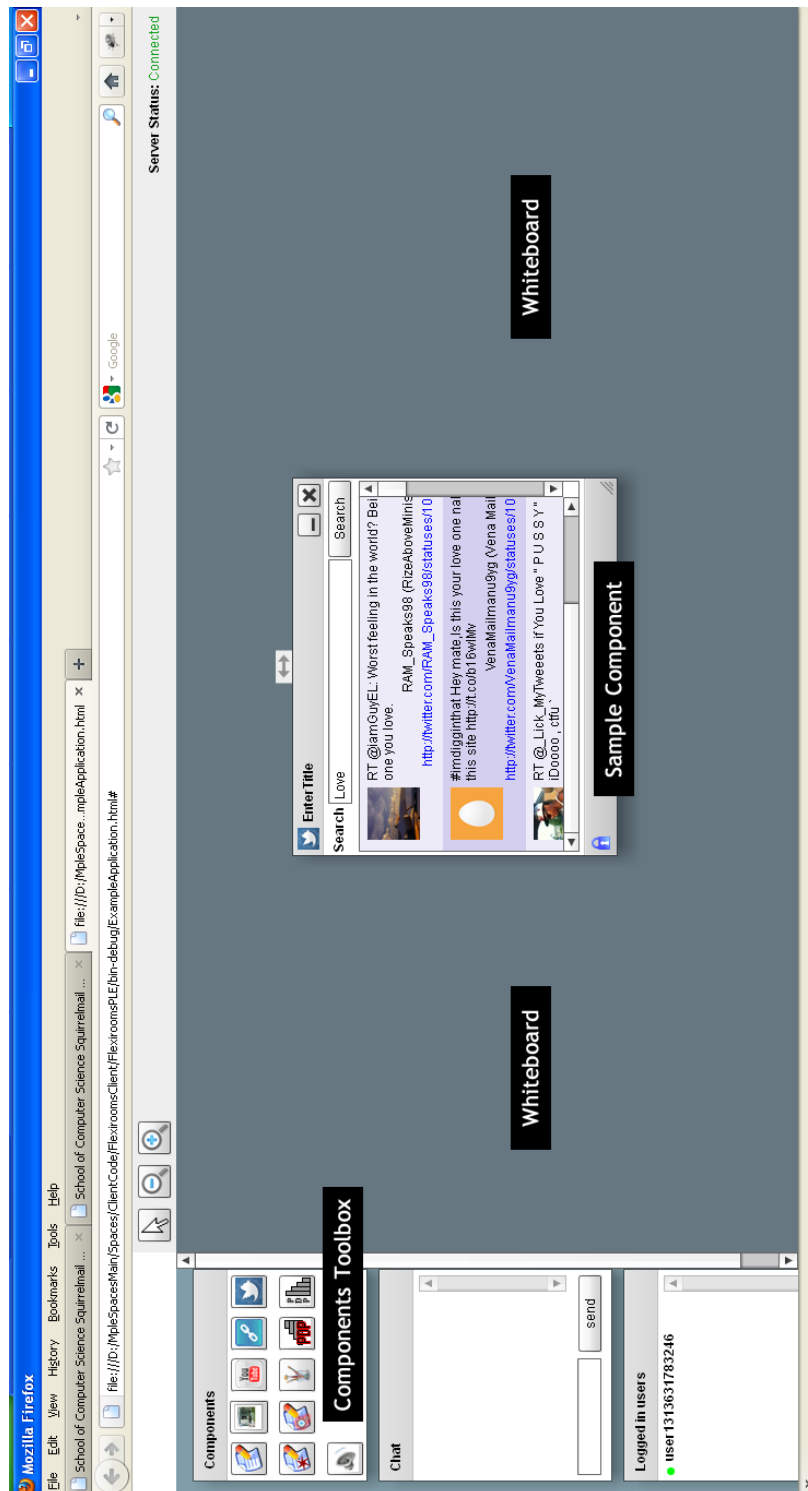 Mozilla Firefox
File Edit View History Bookmarks Tools Help
School of Computer Science Squirrelmail ...
School of Computer Science Squirrelmail ...
file:///D:/MpleSpace...mpleApplication.html
file:///D:/MpleSpacesMain/Spaces/ClientCode/FlexiroomsClient/FlexiroomsPLE/bin-debug/ExampleApplication.html#
Google
Server Status: Connected
Components
You Tube
POP
PDP
Components Toolbox
Chat
send
Logged in users
user1313631783246
Whiteboard
Enter Title
Search Love Search
RT @iamGuyEL: Worst feeling in the world? Bei
one you love.
RAM_Speaks98 (RizeAboveMinis
http://twitter.com/RAM_Speaks98/statuses/10
#Imdigginthat Hey mate,Is this your love one nal
this site http://t.co/b16wlMv
VenaMailmanu9yg (Vena Mail
http://twitter.com/VenaMailmanu9yg/statuses/10
RT @_Lick_MyTweeets if You Love " P U S S Y "
iDoooo , ctfu `
Sample Component
Whiteboard